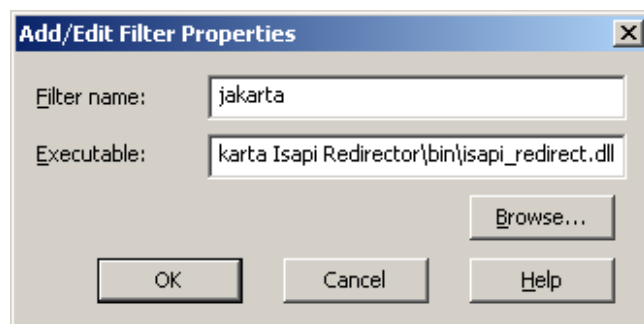 Add/Edit Filter Properties
Filter name: jakarta
Executable: karta Isapi Redirector\bin\isapi_redirect.dll
Browse...
OK Cancel Help